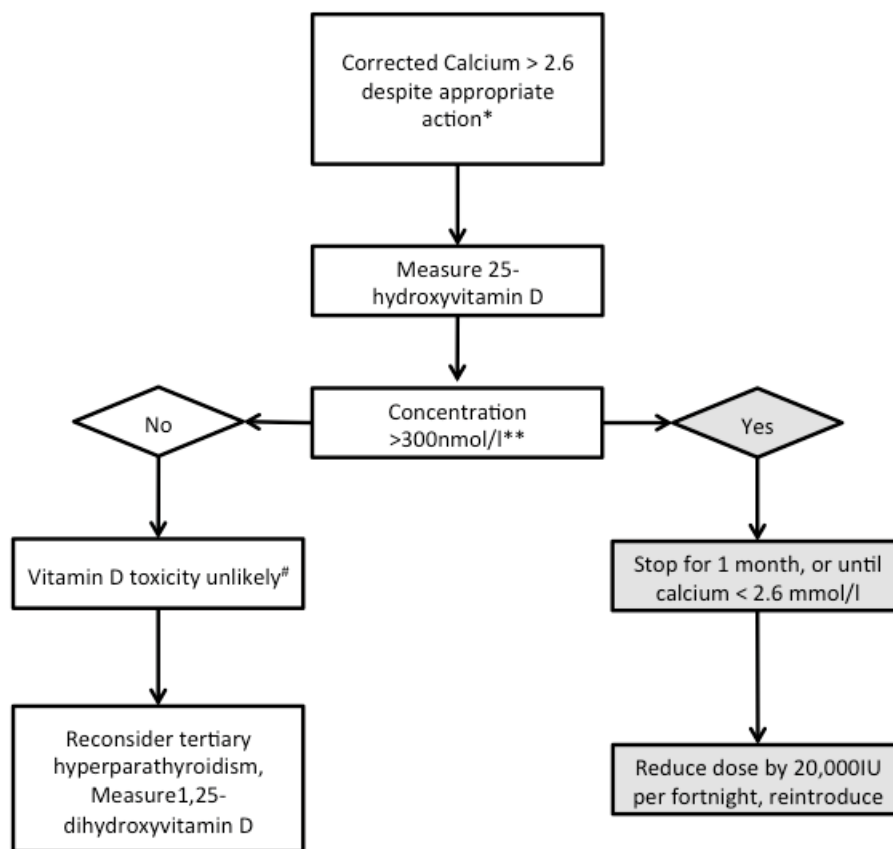 Corrected Calcium > 2.6
despite appropriate
action*
Measure 25-
hydroxyvitamin D
Concentration
>300nmol/l**
No
Yes
Vitamin D toxicity unlikely#
Stop for 1 month, or until
calcium < 2.6 mmol/l
Reconsider tertiary
hyperparathyroidism,
Measure1,25-
dihydroxyvitamin D
Reduce dose by 20,000IU
per fortnight, reintroduce